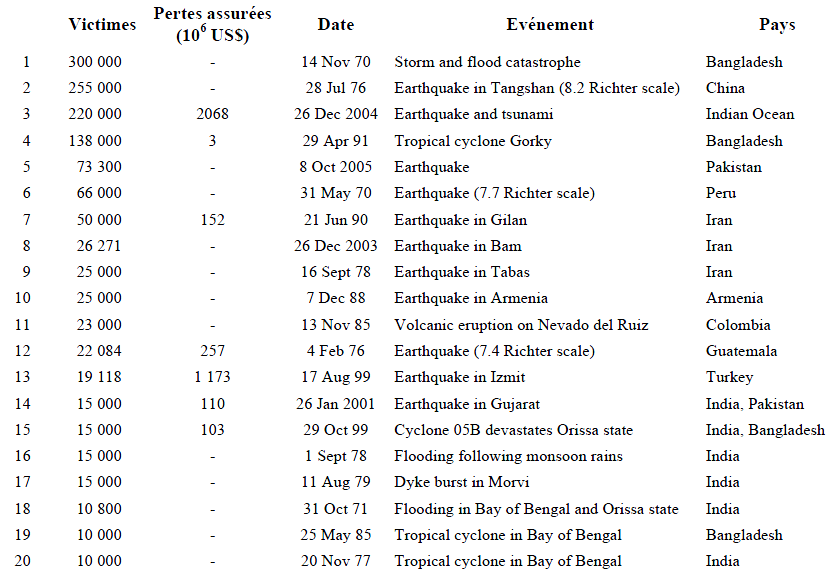 Victimes Pertes assurées (10^6 US$) Date Evénement Pays
1 300 000 - 14 Nov 70 Storm and flood catastrophe Bangladesh
2 255 000 - 28 Jul 76 Earthquake in Tangshan (8.2 Richter scale) China
3 220 000 2068 26 Dec 2004 Earthquake and tsunami Indian Ocean
4 138 000 3 29 Apr 91 Tropical cyclone Gorky Bangladesh
5 73 300 - 8 Oct 2005 Earthquake Pakistan
6 66 000 - 31 May 70 Earthquake (7.7 Richter scale) Peru
7 50 000 152 21 Jun 90 Earthquake in Gilan Iran
8 26 271 - 26 Dec 2003 Earthquake in Bam Iran
9 25 000 - 16 Sept 78 Earthquake in Tabas Iran
10 25 000 - 7 Dec 88 Earthquake in Armenia Armenia
11 23 000 - 13 Nov 85 Volcanic eruption on Nevado del Ruiz Colombia
12 22 084 257 4 Feb 76 Earthquake (7.4 Richter scale) Guatemala
13 19 118 1 173 17 Aug 99 Earthquake in Izmit Turkey
14 15 000 110 26 Jan 2001 Earthquake in Gujarat India, Pakistan
15 15 000 103 29 Oct 99 Cyclone 05B devastates Orissa state India, Bangladesh
16 15 000 - 1 Sept 78 Flooding following monsoon rains India
17 15 000 - 11 Aug 79 Dyke burst in Morvi India
18 10 800 - 31 Oct 71 Flooding in Bay of Bengal and Orissa state India
19 10 000 - 25 May 85 Tropical cyclone in Bay of Bengal Bangladesh
20 10 000 - 20 Nov 77 Tropical cyclone in Bay of Bengal India